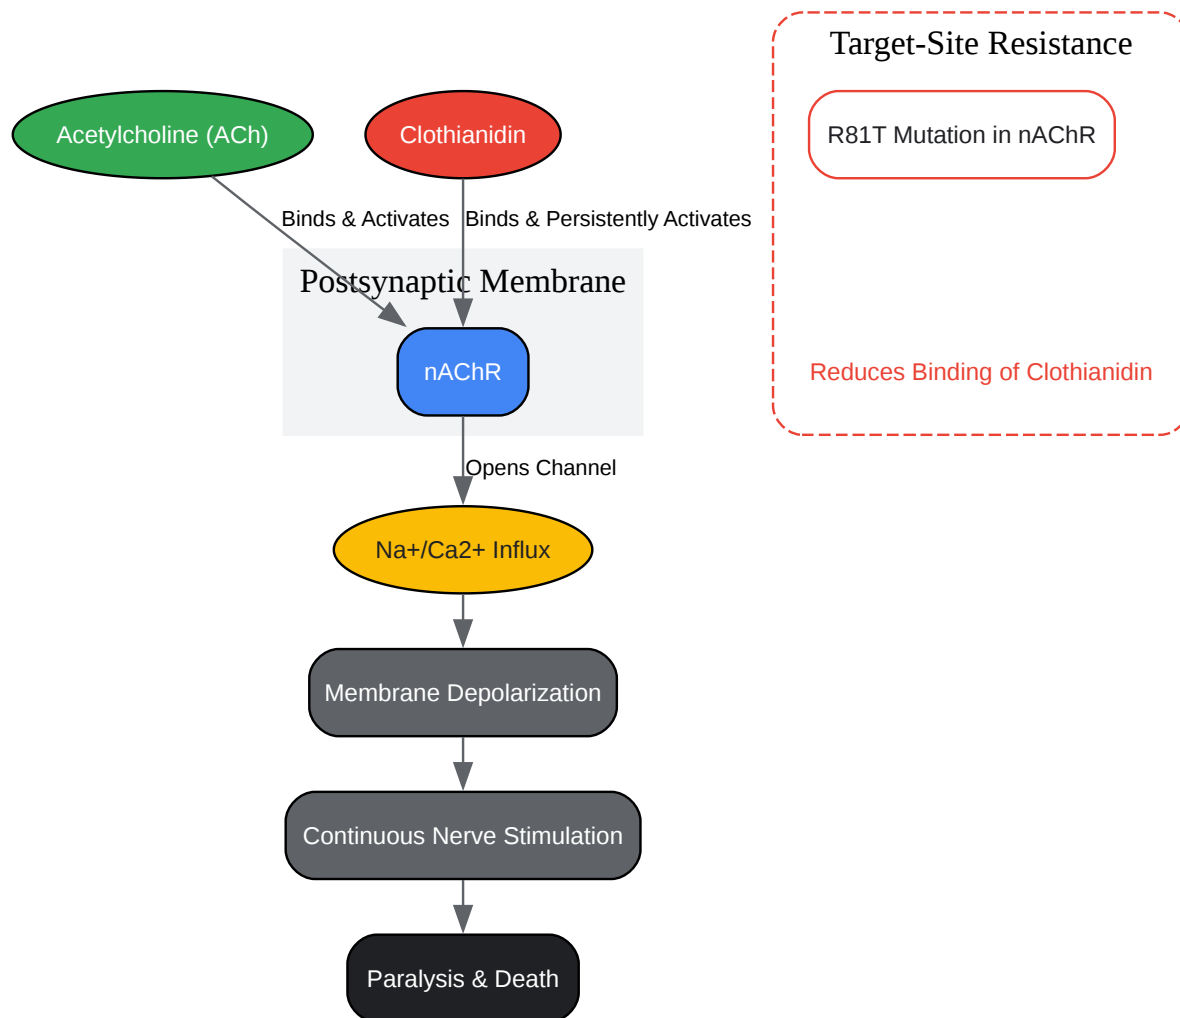 Target-Site Resistance
Acetylcholine (ACh)
Clothianidin
R81T Mutation in nAChR
Binds & Activates
Binds & Persistently Activates
Postsynaptic Membrane
nAChR
Reduces Binding of Clothianidin
Opens Channel
Na+/Ca2+ Influx
Membrane Depolarization
Continuous Nerve Stimulation
Paralysis & Death